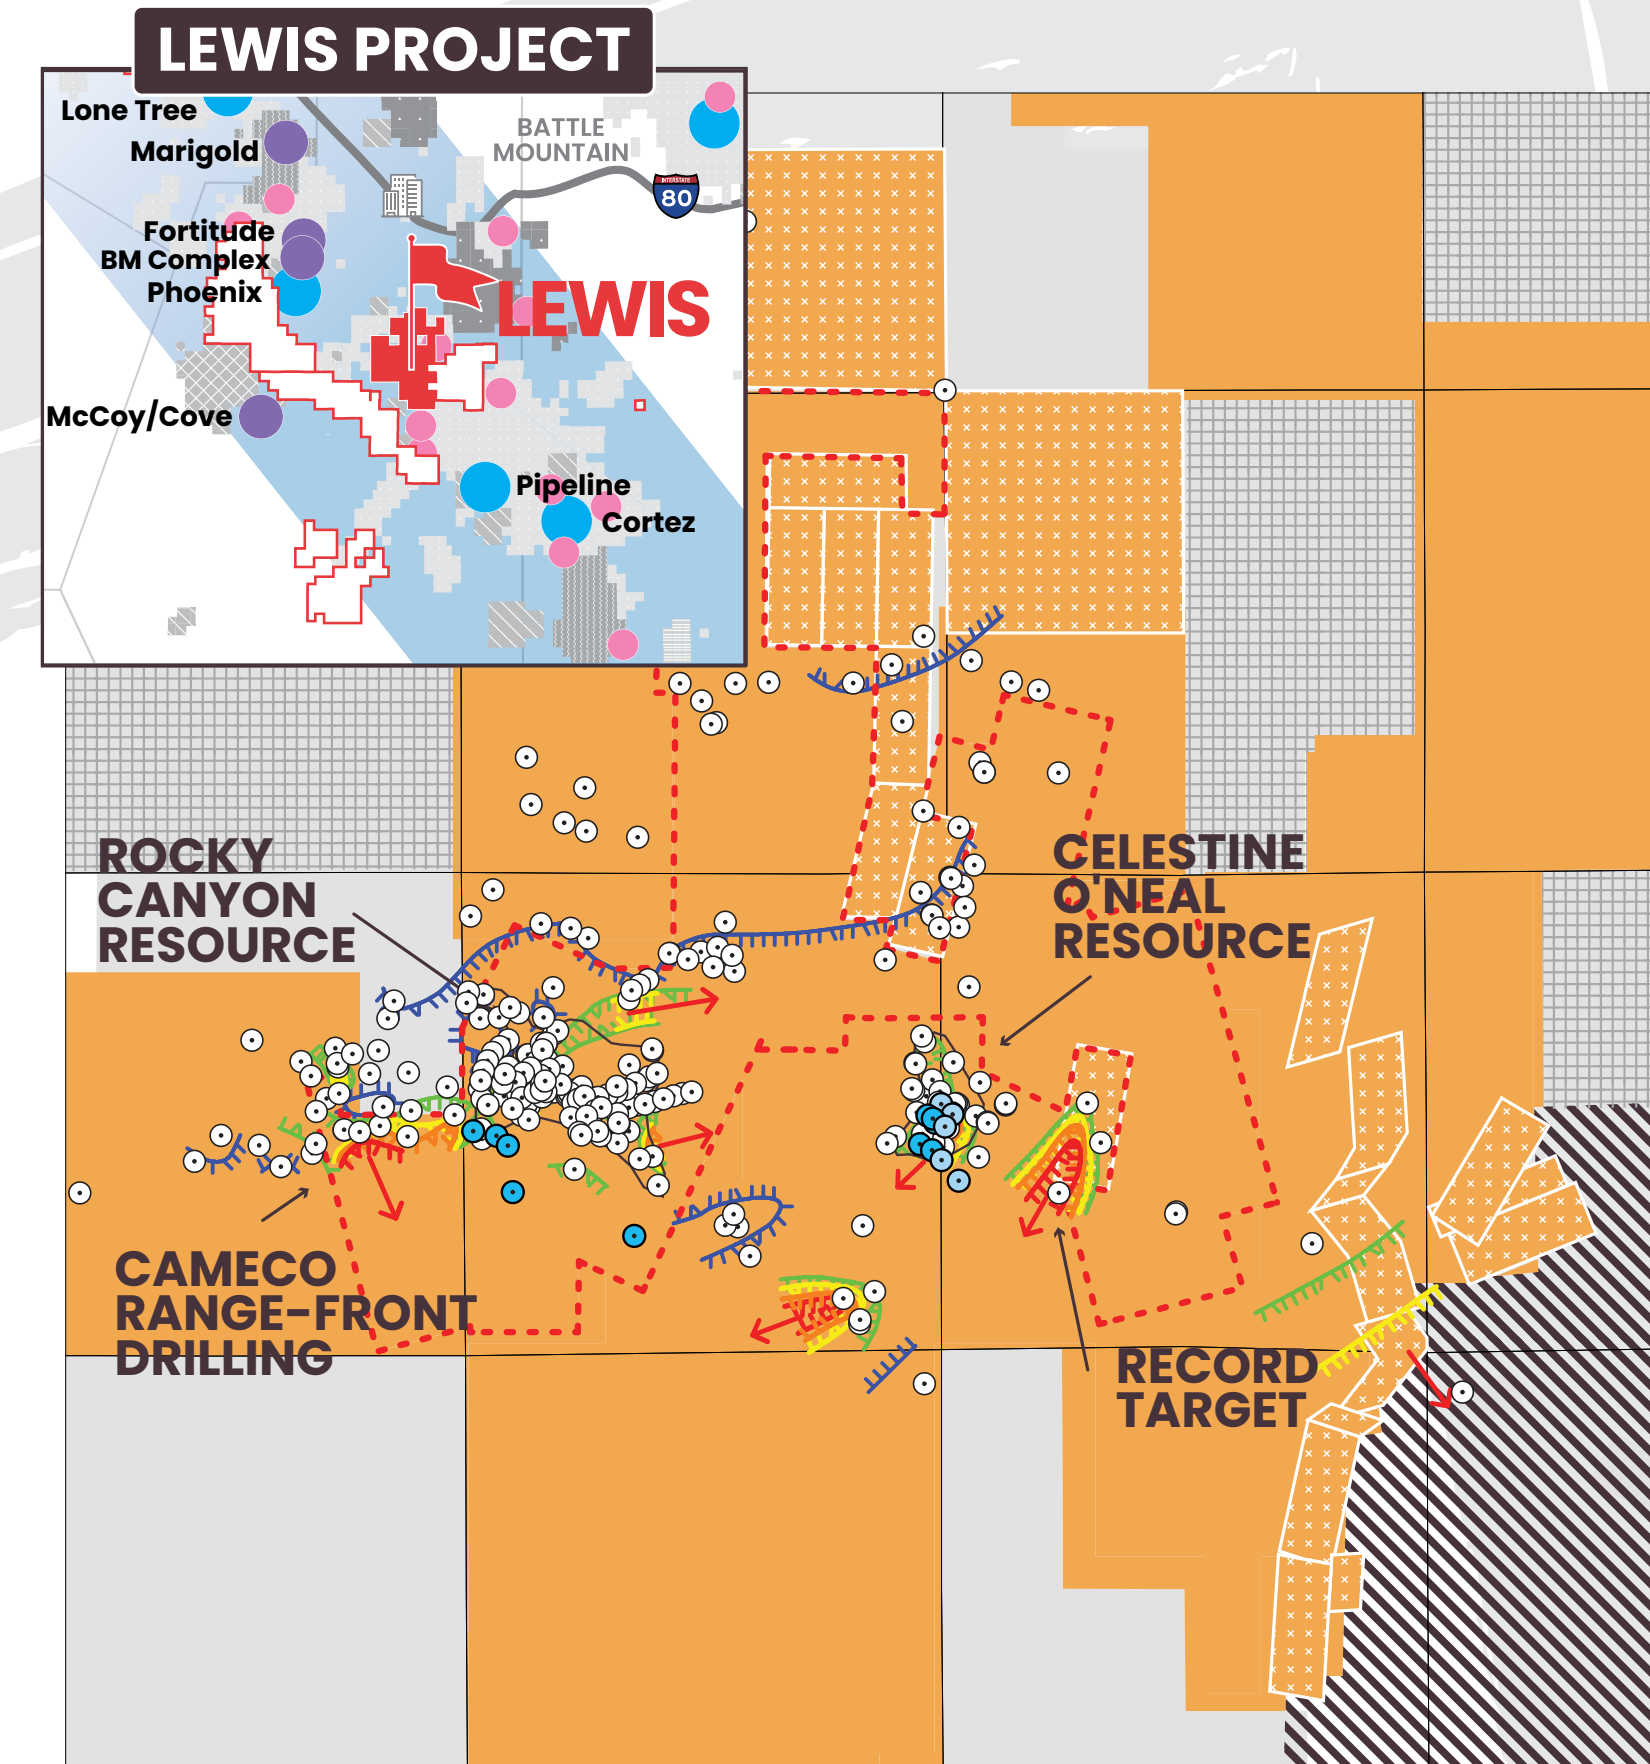 LEWIS PROJECT
Lone Tree
Marigold
BATTLE
MOUNTAIN
INTERSTATE
80
Fortitude
BM Complex
Phoenix
LEWIS
McCoy/Cove
Pipeline
Cortez
ROCKY
CANYON
RESOURCE
CELESTINE
O'NEAL
RESOURCE
CAMECO
RANGE-FRONT
DRILLING
RECORD
TARGET